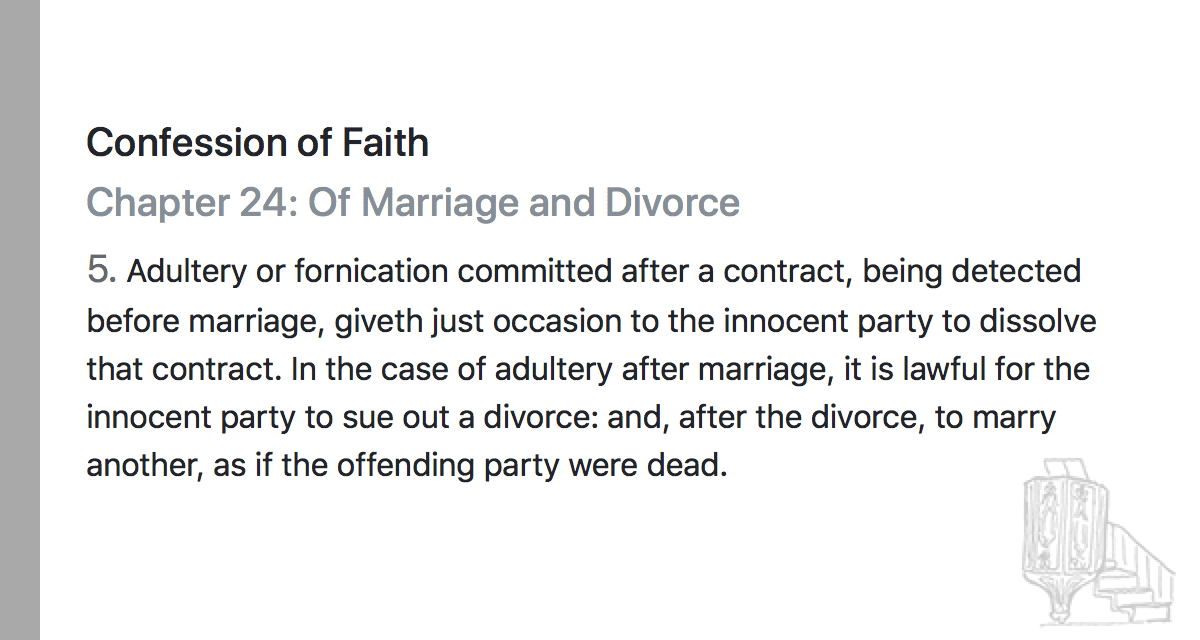 Confession of Faith
Chapter 24: Of Marriage and Divorce
5. Adultery or fornication committed after a contract, being detected
before marriage, giveth just occasion to the innocent party to dissolve
that contract. In the case of adultery after marriage, it is lawful for the
innocent party to sue out a divorce: and, after the divorce, to marry
another, as if the offending party were dead.